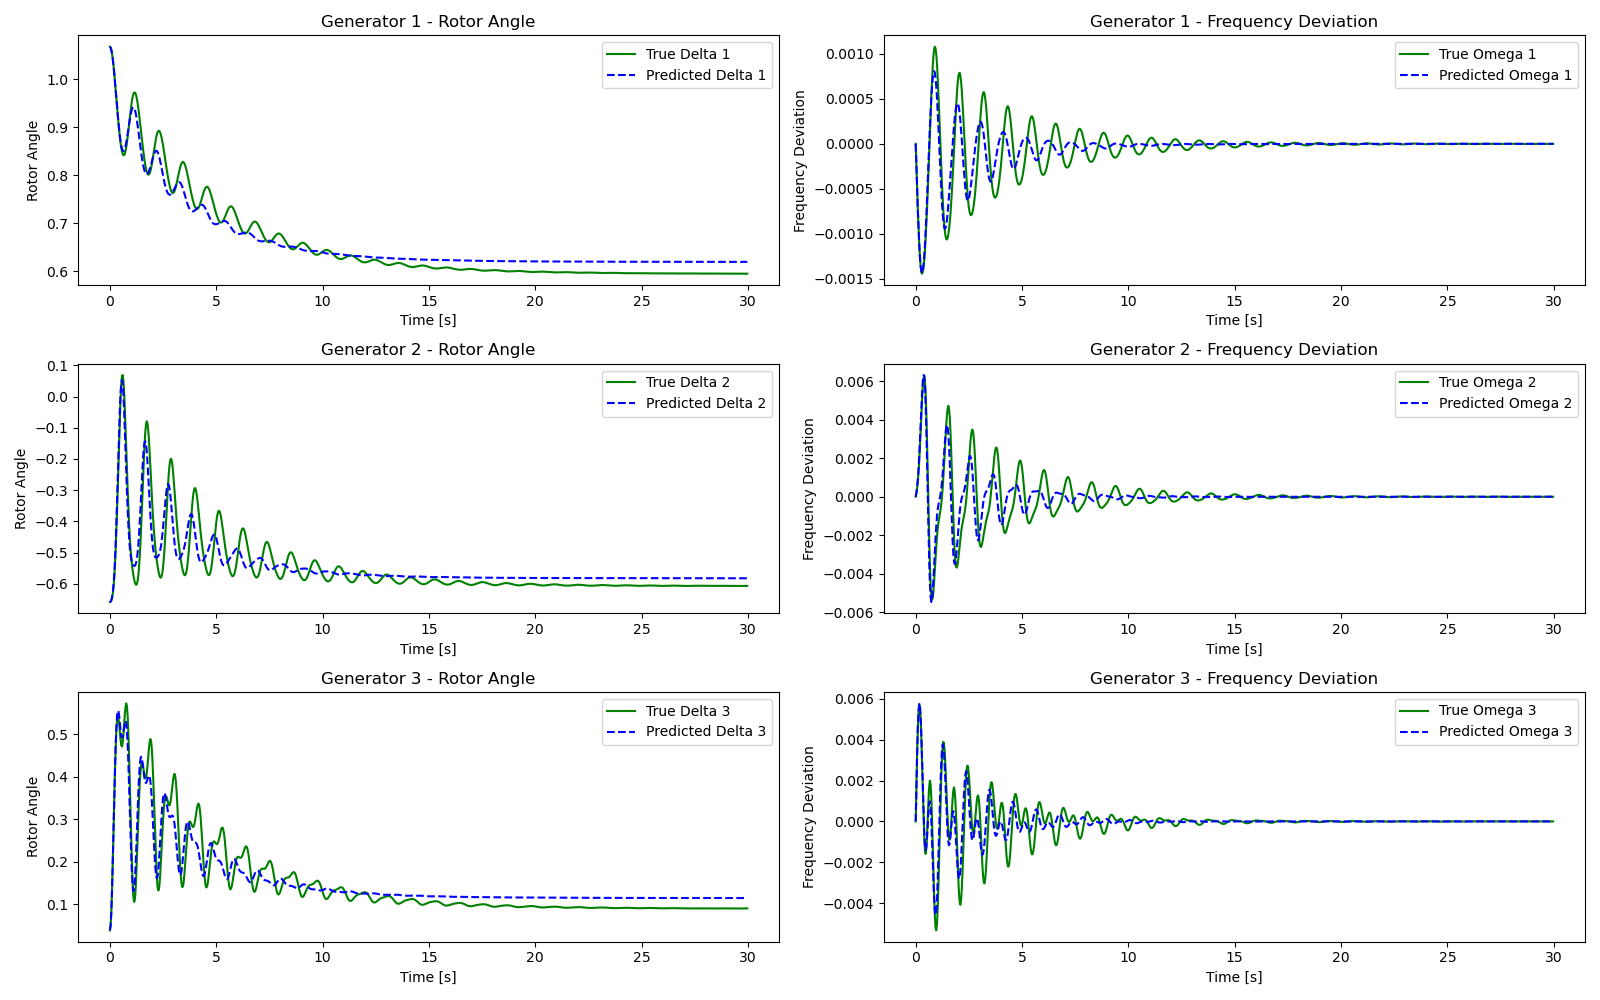 Generator 1 - Rotor Angle
True Delta 1
Predicted Delta 1
Rotor Angle
1.0
0.9
0.8
0.7
0.6
0 5 10 15 20 25 30
Time [s]
Generator 1 - Frequency Deviation
True Omega 1
Predicted Omega 1
Frequency Deviation
0.0010
0.0005
0.0000
−0.0005
−0.0010
−0.0015
0 5 10 15 20 25 30
Time [s]
Generator 2 - Rotor Angle
True Delta 2
Predicted Delta 2
Rotor Angle
0.1
0.0
−0.1
−0.2
−0.3
−0.4
−0.5
−0.6
0 5 10 15 20 25 30
Time [s]
Generator 2 - Frequency Deviation
True Omega 2
Predicted Omega 2
Frequency Deviation
0.006
0.004
0.002
0.000
−0.002
−0.004
−0.006
0 5 10 15 20 25 30
Time [s]
Generator 3 - Rotor Angle
True Delta 3
Predicted Delta 3
Rotor Angle
0.5
0.4
0.3
0.2
0.1
0 5 10 15 20 25 30
Time [s]
Generator 3 - Frequency Deviation
True Omega 3
Predicted Omega 3
Frequency Deviation
0.006
0.004
0.002
0.000
−0.002
−0.004
0 5 10 15 20 25 30
Time [s]